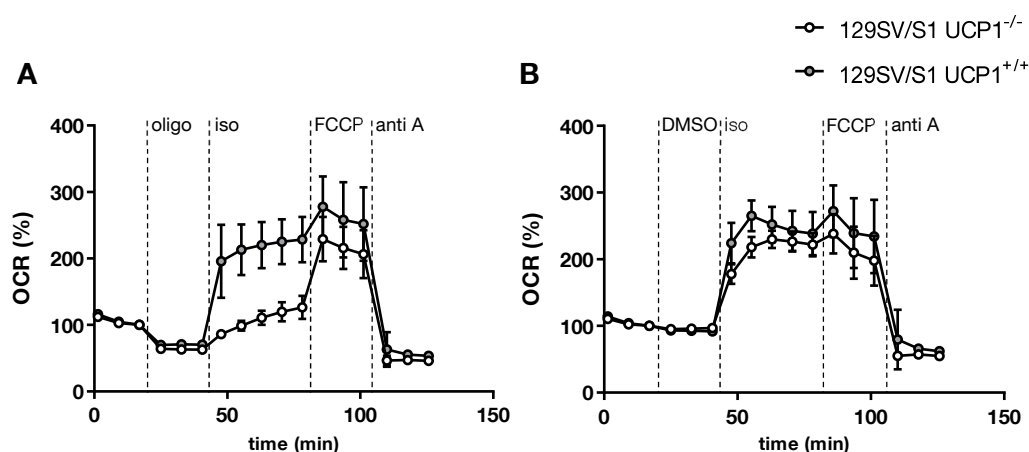 129SV/S1 UCP1-/-
129SV/S1 UCP1+/+
A
B
oligo iso FCCP anti A
DMSO iso FCCP anti A
400
300
200
100
0
OCR (%)
0 50 100 150
time (min)
400
300
200
100
0
OCR (%)
0 50 100 150
time (min)